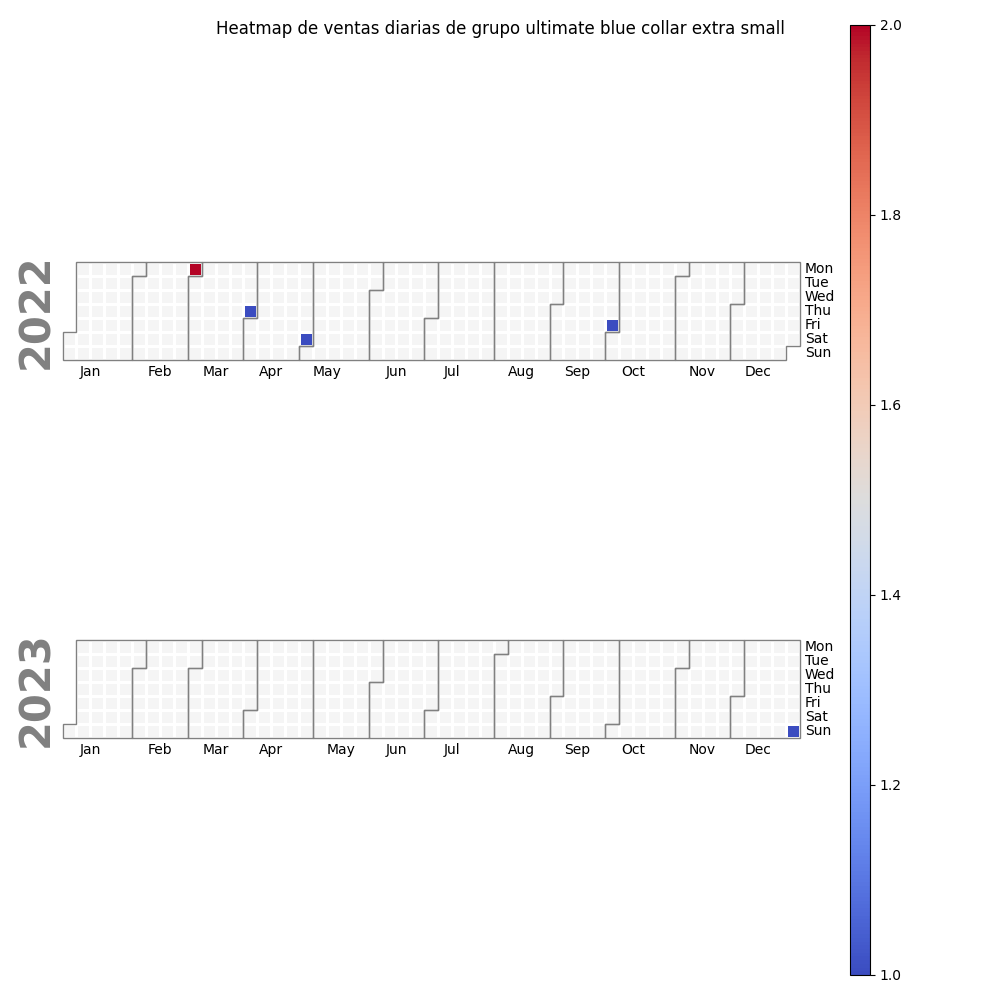 Heatmap de ventas diarias de grupo ultimate blue collar extra small
2022
Mon
Tue
Wed
Thu
Fri
Sat
Sun
Jan Feb Mar Apr May Jun Jul Aug Sep Oct Nov Dec
2023
Mon
Tue
Wed
Thu
Fri
Sat
Sun
Jan Feb Mar Apr May Jun Jul Aug Sep Oct Nov Dec
2.0
1.8
1.6
1.4
1.2
1.0